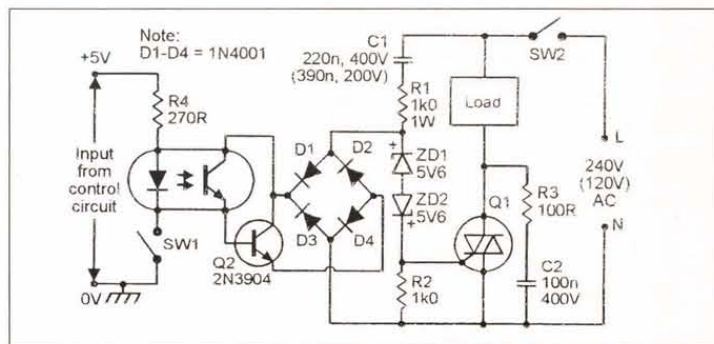 Note:
D1-D4 = 1N4001
+5V
R4
270R
Input
from
control
circuit
SW1
0V
Q2
2N3904
D1
D2
D3
D4
C1
220n, 400V
(390n, 200V)
R1
1k0
1W
ZD1
5V6
ZD2
5V6
R2
1k0
Load
Q1
R3
100R
C2
100n
400V
SW2
L
240V
(120V)
AC
N